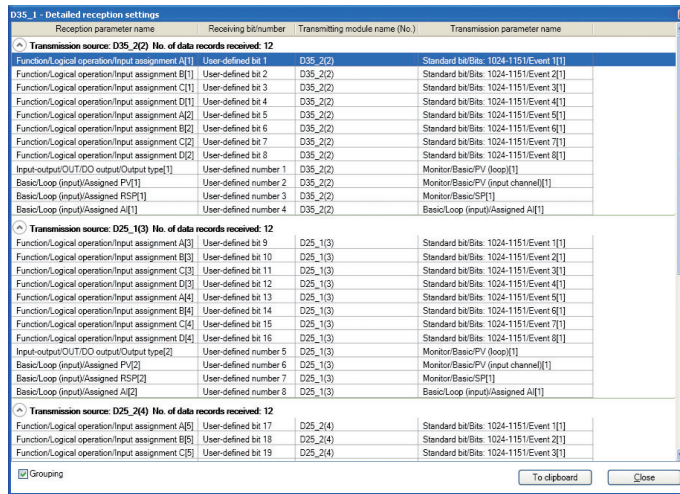 D35_1 - Detailed reception settings
Reception parameter name Receiving bit/number Transmitting module name (No.) Transmission parameter name
Transmission source: D35_2(2) No. of data records received: 12
Function/Logical operation/Input assignment A[1] User-defined bit 1 D35_2(2) Standard bit/Bits: 1024-1151/Event 1[1]
Function/Logical operation/Input assignment B[1] User-defined bit 2 D35_2(2) Standard bit/Bits: 1024-1151/Event 2[1]
Function/Logical operation/Input assignment C[1] User-defined bit 3 D35_2(2) Standard bit/Bits: 1024-1151/Event 3[1]
Function/Logical operation/Input assignment D[1] User-defined bit 4 D35_2(2) Standard bit/Bits: 1024-1151/Event 4[1]
Function/Logical operation/Input assignment A[2] User-defined bit 5 D35_2(2) Standard bit/Bits: 1024-1151/Event 5[1]
Function/Logical operation/Input assignment B[2] User-defined bit 6 D35_2(2) Standard bit/Bits: 1024-1151/Event 6[1]
Function/Logical operation/Input assignment C[2] User-defined bit 7 D35_2(2) Standard bit/Bits: 1024-1151/Event 7[1]
Function/Logical operation/Input assignment D[2] User-defined bit 8 D35_2(2) Standard bit/Bits: 1024-1151/Event 8[1]
Input-output/OUT/DO output/Output type[1] User-defined number 1 D35_2(2) Monitor/Basic/PV (loop)[1]
Basic/Loop (input)/Assigned PV[1] User-defined number 2 D35_2(2) Monitor/Basic/PV (input channel)[1]
Basic/Loop (input)/Assigned RSP[1] User-defined number 3 D35_2(2) Monitor/Basic/SP[1]
Basic/Loop (input)/Assigned AI[1] User-defined number 4 D35_2(2) Basic/Loop (input)/Assigned AI[1]
Transmission source: D25_1(3) No. of data records received: 12
Function/Logical operation/Input assignment A[3] User-defined bit 9 D25_1(3) Standard bit/Bits: 1024-1151/Event 1[1]
Function/Logical operation/Input assignment B[3] User-defined bit 10 D25_1(3) Standard bit/Bits: 1024-1151/Event 2[1]
Function/Logical operation/Input assignment C[3] User-defined bit 11 D25_1(3) Standard bit/Bits: 1024-1151/Event 3[1]
Function/Logical operation/Input assignment D[3] User-defined bit 12 D25_1(3) Standard bit/Bits: 1024-1151/Event 4[1]
Function/Logical operation/Input assignment A[4] User-defined bit 13 D25_1(3) Standard bit/Bits: 1024-1151/Event 5[1]
Function/Logical operation/Input assignment B[4] User-defined bit 14 D25_1(3) Standard bit/Bits: 1024-1151/Event 6[1]
Function/Logical operation/Input assignment C[4] User-defined bit 15 D25_1(3) Standard bit/Bits: 1024-1151/Event 7[1]
Function/Logical operation/Input assignment D[4] User-defined bit 16 D25_1(3) Standard bit/Bits: 1024-1151/Event 8[1]
Input-output/OUT/DO output/Output type[2] User-defined number 5 D25_1(3) Monitor/Basic/PV (loop)[1]
Basic/Loop (input)/Assigned PV[2] User-defined number 6 D25_1(3) Monitor/Basic/PV (input channel)[1]
Basic/Loop (input)/Assigned RSP[2] User-defined number 7 D25_1(3) Monitor/Basic/SP[1]
Basic/Loop (input)/Assigned AI[2] User-defined number 8 D25_1(3) Basic/Loop (input)/Assigned AI[1]
Transmission source: D25_2(4) No. of data records received: 12
Function/Logical operation/Input assignment A[5] User-defined bit 17 D25_2(4) Standard bit/Bits: 1024-1151/Event 1[1]
Function/Logical operation/Input assignment B[5] User-defined bit 18 D25_2(4) Standard bit/Bits: 1024-1151/Event 2[1]
Function/Logical operation/Input assignment C[5] User-defined bit 19 D25_2(4) Standard bit/Bits: 1024-1151/Event 3[1]
Grouping To clipboard Close